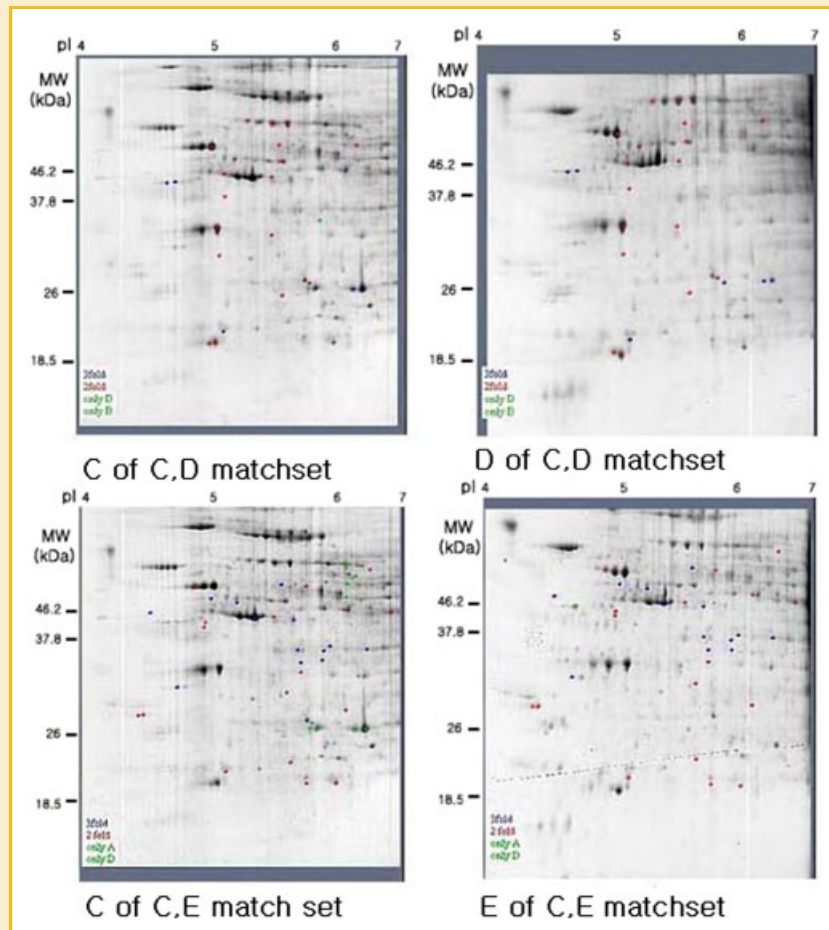 pI 4 5 6 7
MW
(kDa)
46.2
37.8
26
18.5
3fold
2fold
only D
only B
C of C,D matchset
pI 4 5 6 7
MW
(kDa)
46.2
37.8
26
18.5
3fold
2fold
only D
only B
D of C,D matchset
pI 4 5 6 7
MW
(kDa)
46.2
37.8
26
18.5
3fold
2 fold
only A
only D
C of C,E match set
pI 4 5 6 7
MW
(kDa)
46.2
37.8
26
18.5
3fold
2 fold
only A
only D
E of C,E matchset